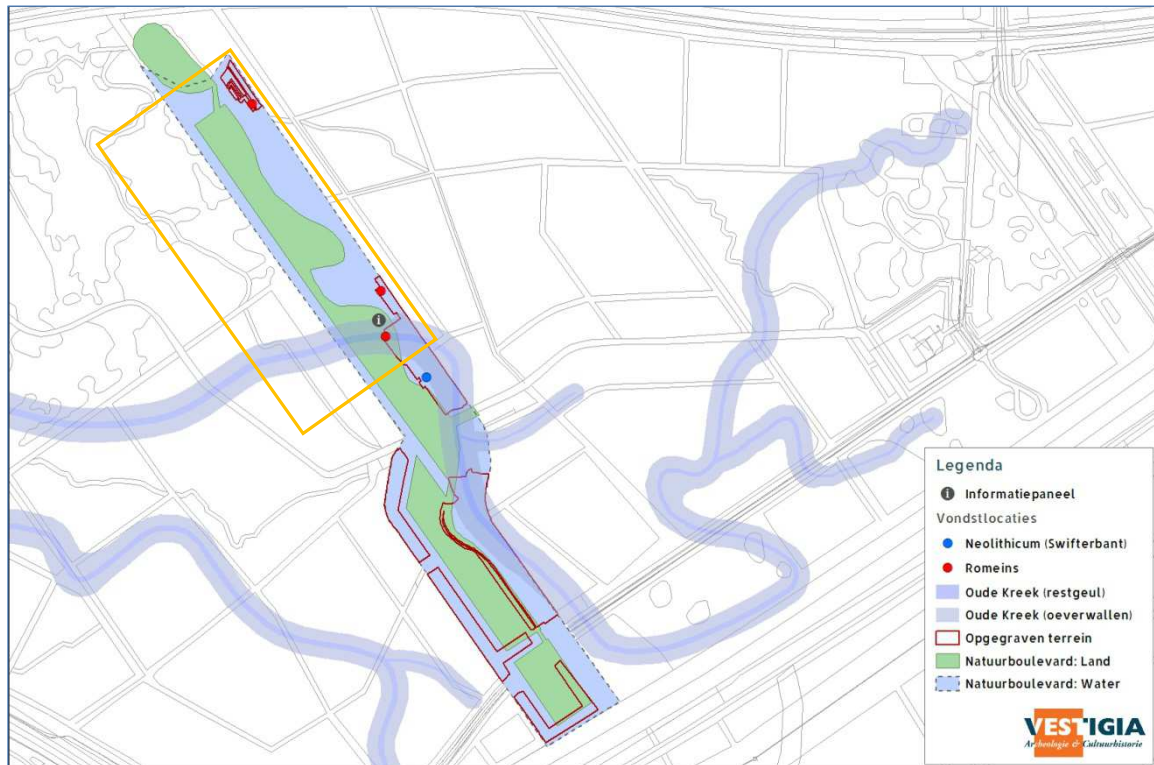 i
Legenda
i Informatiepaneel
Vondstlocaties
Neolithicum (Swifterbant)
Romeins
Oude Kreek (restgeul)
Oude Kreek (oeverwallen)
Opgegraven terrein
Natuurboulevard: Land
Natuurboulevard: Water
VESTIGIA
Archeologie & Cultuurhistorie